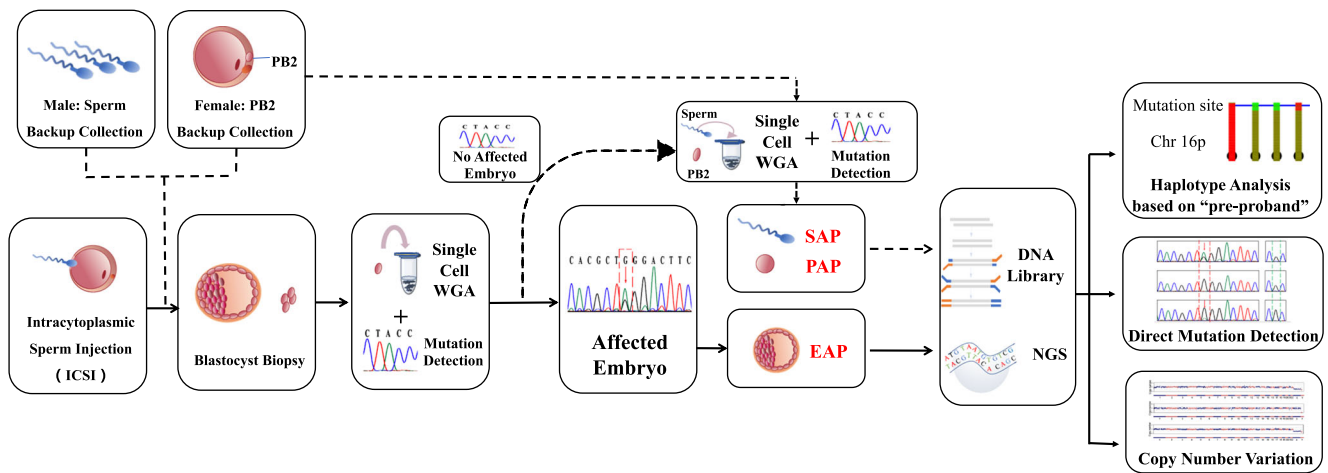 Male: Sperm
Backup Collection
PB2
Female: PB2
Backup Collection
Intracytoplasmic
Sperm Injection
( ICSI )
Blastocyst Biopsy
Single
Cell
WGA
+
C T A C C
Mutation
Detection
C T A C C
No Affected
Embryo
Sperm
PB2
Single
Cell
WGA
+
C T A C C
Mutation
Detection
C A C G C T G G G A C T T C
Affected
Embryo
SAP
PAP
EAP
DNA
Library
NGS
Mutation site
Chr 16p
Haplotype Analysis
based on “pre-proband”
Direct Mutation Detection
Copy Number Variation